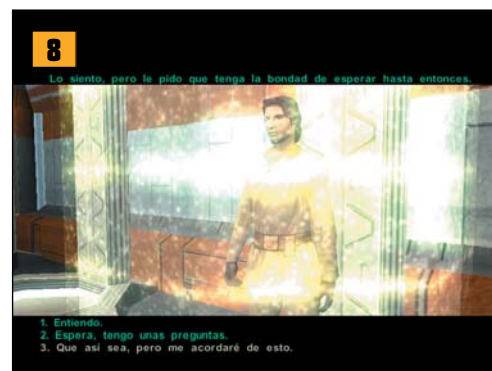 8
Lo siento, pero le pido que tenga la bondad de esperar hasta entonces.
1. Entiendo.
2. Espera, tengo unas preguntas.
3. Que así sea, pero me acordaré de esto.